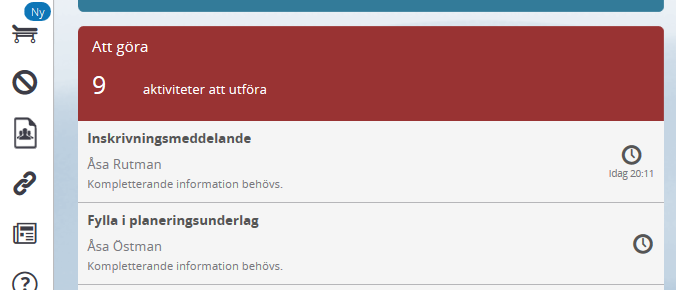 Ny
Att göra
9 aktiviteter att utföra
Inskrivningsmeddelande
Åsa Rutman
Idag 20:11
Kompletterande information behövs.
Fylla i planeringsunderlag
Åsa Östman
Kompletterande information behövs.
?